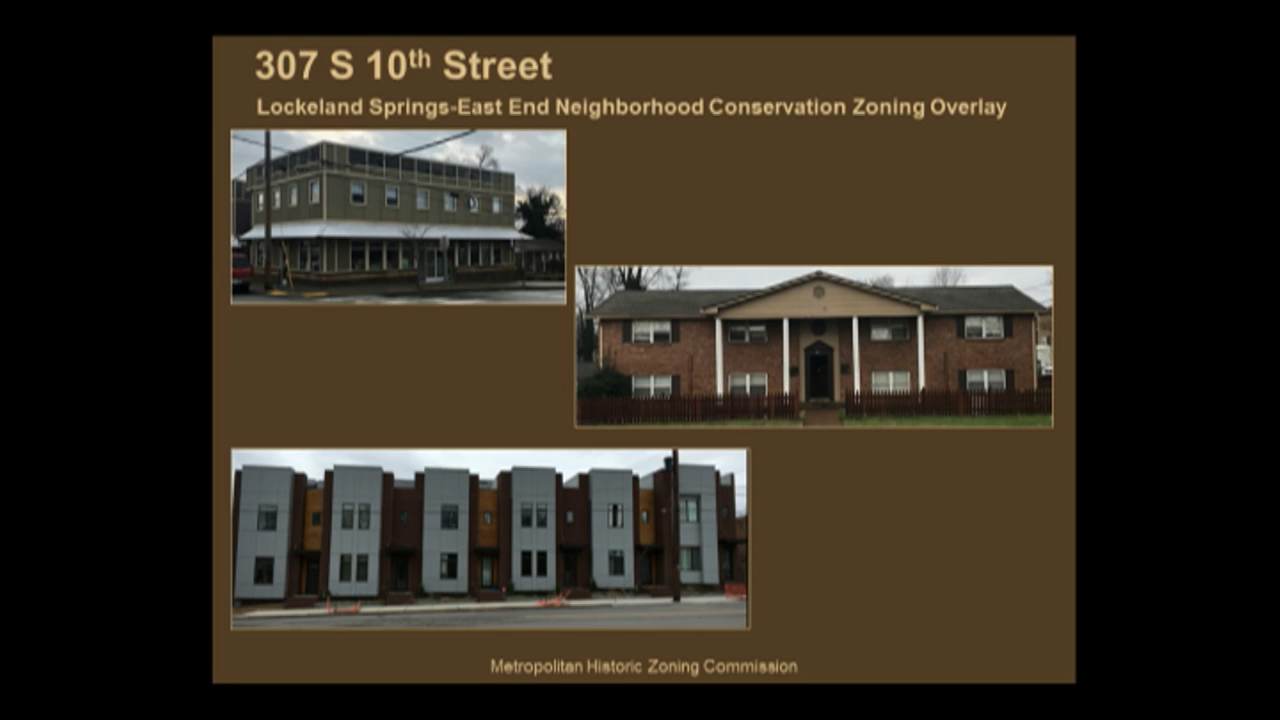 307 S 10th Street
Lockeland Springs-East End Neighborhood Conservation Zoning Overlay
Metropolitan Historic Zoning Commission